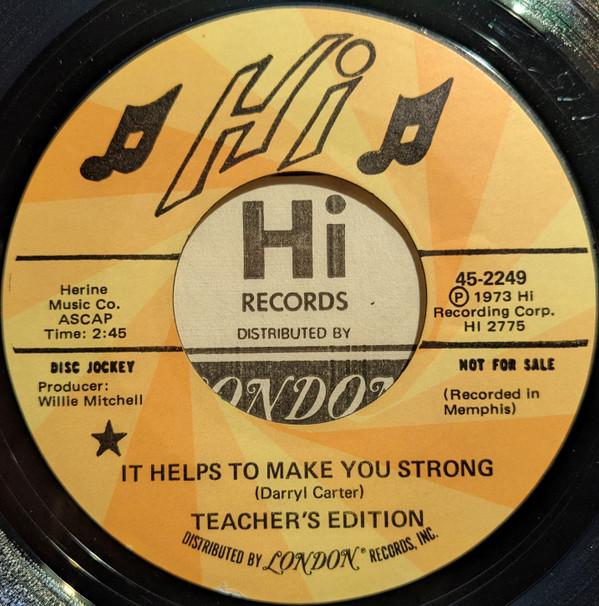 Hi
Hi
RECORDS
DISTRIBUTED BY
LONDON
Herine
Music Co.
ASCAP
Time: 2:45
45-2249
℗ 1973 Hi
Recording Corp.
HI 2775
DISC JOCKEY
NOT FOR SALE
Producer:
Willie Mitchell
(Recorded in
Memphis)
IT HELPS TO MAKE YOU STRONG
(Darryl Carter)
TEACHER'S EDITION
DISTRIBUTED BY LONDON® RECORDS, INC.